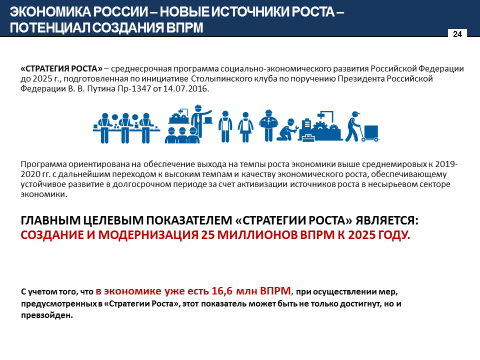 ЭКОНОМИКА РОССИИ – НОВЫЕ ИСТОЧНИКИ РОСТА –
ПОТЕНЦИАЛ СОЗДАНИЯ ВПРМ
24
«СТРАТЕГИЯ РОСТА» – среднесрочная программа социально-экономического развития Российской Федерации
до 2025 г., подготовленная по инициативе Столыпинского клуба по поручению Президента Российской
Федерации В. В. Путина Пр-1347 от 14.07.2016.
Программа ориентирована на обеспечение выхода на темпы роста экономики выше среднемировых к 2019-
2020 гг. с дальнейшим переходом к высоким темпам и качеству экономического роста, обеспечивающему
устойчивое развитие в долгосрочном периоде за счет активизации источников роста в несырьевом секторе
экономики.
ГЛАВНЫМ ЦЕЛЕВЫМ ПОКАЗАТЕЛЕМ «СТРАТЕГИИ РОСТА» ЯВЛЯЕТСЯ:
СОЗДАНИЕ И МОДЕРНИЗАЦИЯ 25 МИЛЛИОНОВ ВПРМ К 2025 ГОДУ.
С учетом того, что в экономике уже есть 16,6 млн ВПРМ, при осуществлении мер,
предусмотренных в «Стратегии Роста», этот показатель может быть не только достигнут, но и
превзойден.